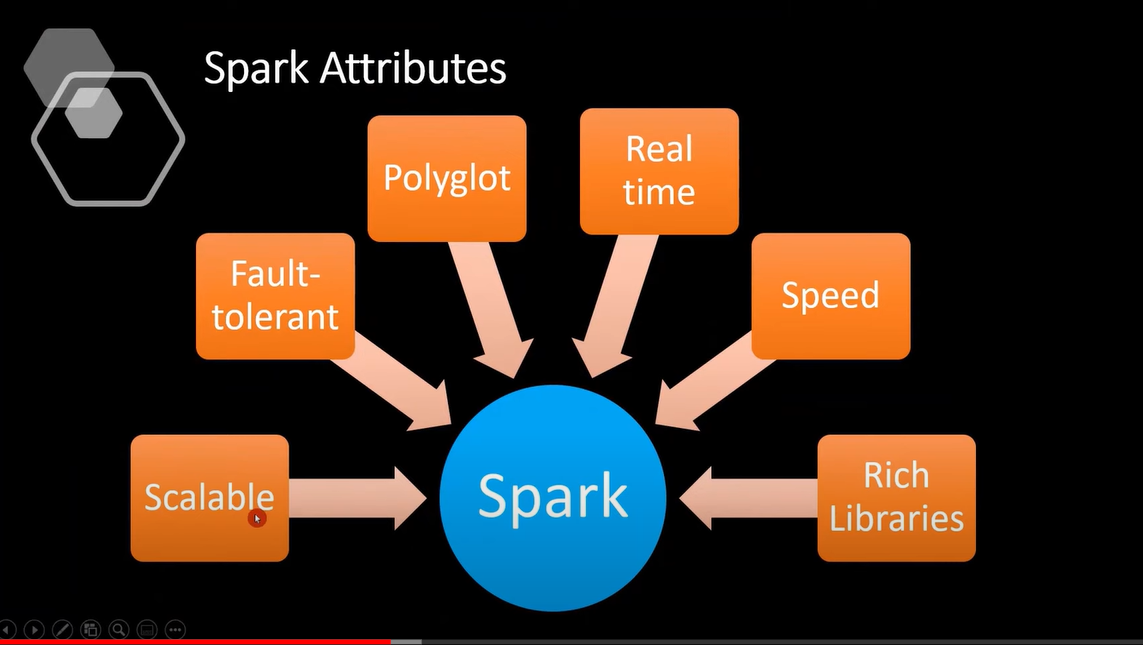 Spark Attributes
Scalable
Fault-
tolerant
Polyglot
Real
time
Speed
Rich
Libraries
Spark